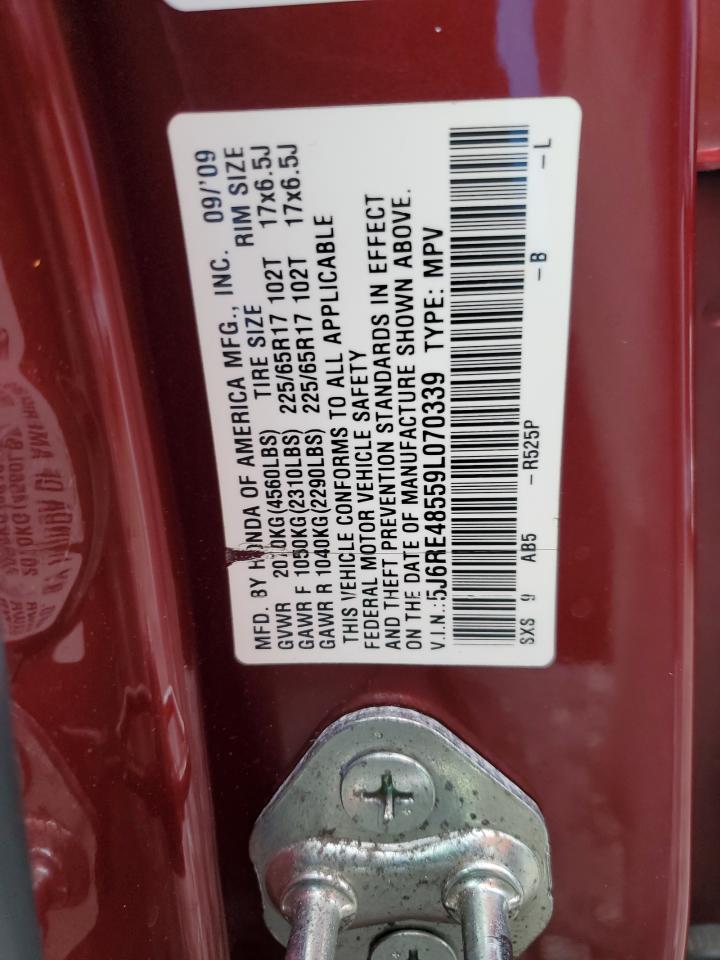 MFD. BY HONDA OF AMERICA MFG., INC. 09/'09
GVWR 2070KG(4560LBS) TIRE SIZE RIM SIZE
GAWR F 1050KG(2310LBS) 225/65R17 102T 17x6.5J
GAWR R 1040KG(2290LBS) 225/65R17 102T 17x6.5J
THIS VEHICLE CONFORMS TO ALL APPLICABLE
FEDERAL MOTOR VEHICLE SAFETY
AND THEFT PREVENTION STANDARDS IN EFFECT
ON THE DATE OF MANUFACTURE SHOWN ABOVE.
V.I.N.:5J6RE48559L070339 TYPE: MPV
SXS 9 AB5 -R525P -B -L